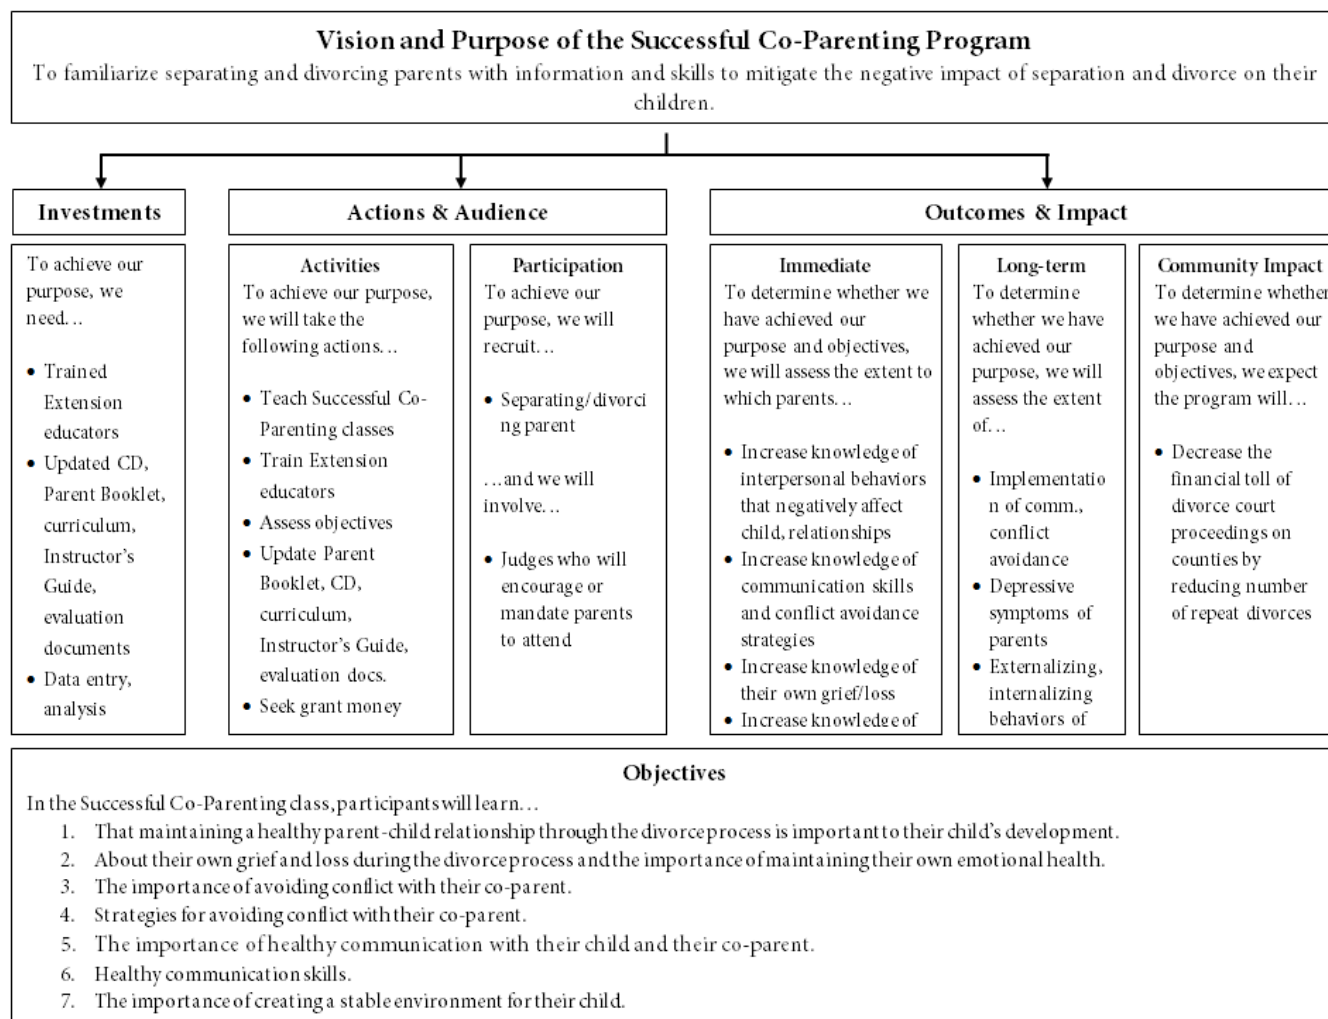 Vision and Purpose of the Successful Co-Parenting Program
To familiarize separating and divorcing parents with information and skills to mitigate the negative impact of separation and divorce on their
children.
Investments
To achieve our
purpose, we
need…
• Trained
Extension
educators
• Updated CD,
Parent Booklet,
curriculum,
Instructor's
Guide,
evaluation
documents
• Data entry,
analysis
Actions & Audience
Activities
To achieve our purpose,
we will take the
following actions…
• Teach Successful Co-
Parenting classes
• Train Extension
educators
• Assess objectives
• Update Parent
Booklet, CD,
curriculum,
Instructor's Guide,
evaluation docs.
• Seek grant money
Participation
To achieve our
purpose, we will
recruit…
• Separating/divorci
ng parent
…and we will
involve…
• Judges who will
encourage or
mandate parents
to attend
Outcomes & Impact
Immediate
To determine whether we
have achieved our
purpose and objectives,
we will assess the extent to
which parents…
• Increase knowledge of
interpersonal behaviors
that negatively affect
child, relationships
• Increase knowledge of
communication skills
and conflict avoidance
strategies
• Increase knowledge of
their own grief/loss
• Increase knowledge of
Long-term
To determine
whether we have
achieved our
purpose, we will
assess the extent
of…
• Implementatio
n of comm.,
conflict
avoidance
• Depressive
symptoms of
parents
• Externalizing,
internalizing
behaviors of
Community Impact
To determine whether
we have achieved our
purpose and
objectives, we expect
the program will…
• Decrease the
financial toll of
divorce court
proceedings on
counties by
reducing number
of repeat divorces
Objectives
In the Successful Co-Parenting class, participants will learn…
1. That maintaining a healthy parent-child relationship through the divorce process is important to their child's development.
2. About their own grief and loss during the divorce process and the importance of maintaining their own emotional health.
3. The importance of avoiding conflict with their co-parent.
4. Strategies for avoiding conflict with their co-parent.
5. The importance of healthy communication with their child and their co-parent.
6. Healthy communication skills.
7. The importance of creating a stable environment for their child.